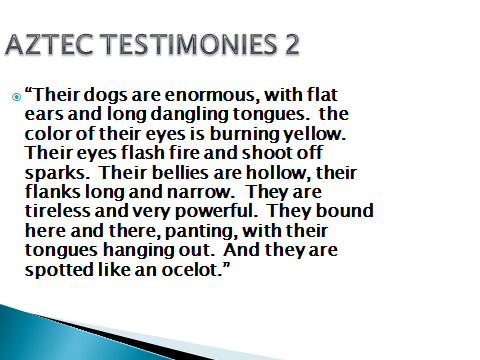 AZTEC TESTIMONIES 2
“Their dogs are enormous, with flat
ears and long dangling tongues.  the
color of their eyes is burning yellow.
Their eyes flash fire and shoot off
sparks.  Their bellies are hollow, their
flanks long and narrow.  They are
tireless and very powerful.  They bound
here and there, panting, with their
tongues hanging out.  And they are
spotted like an ocelot.”